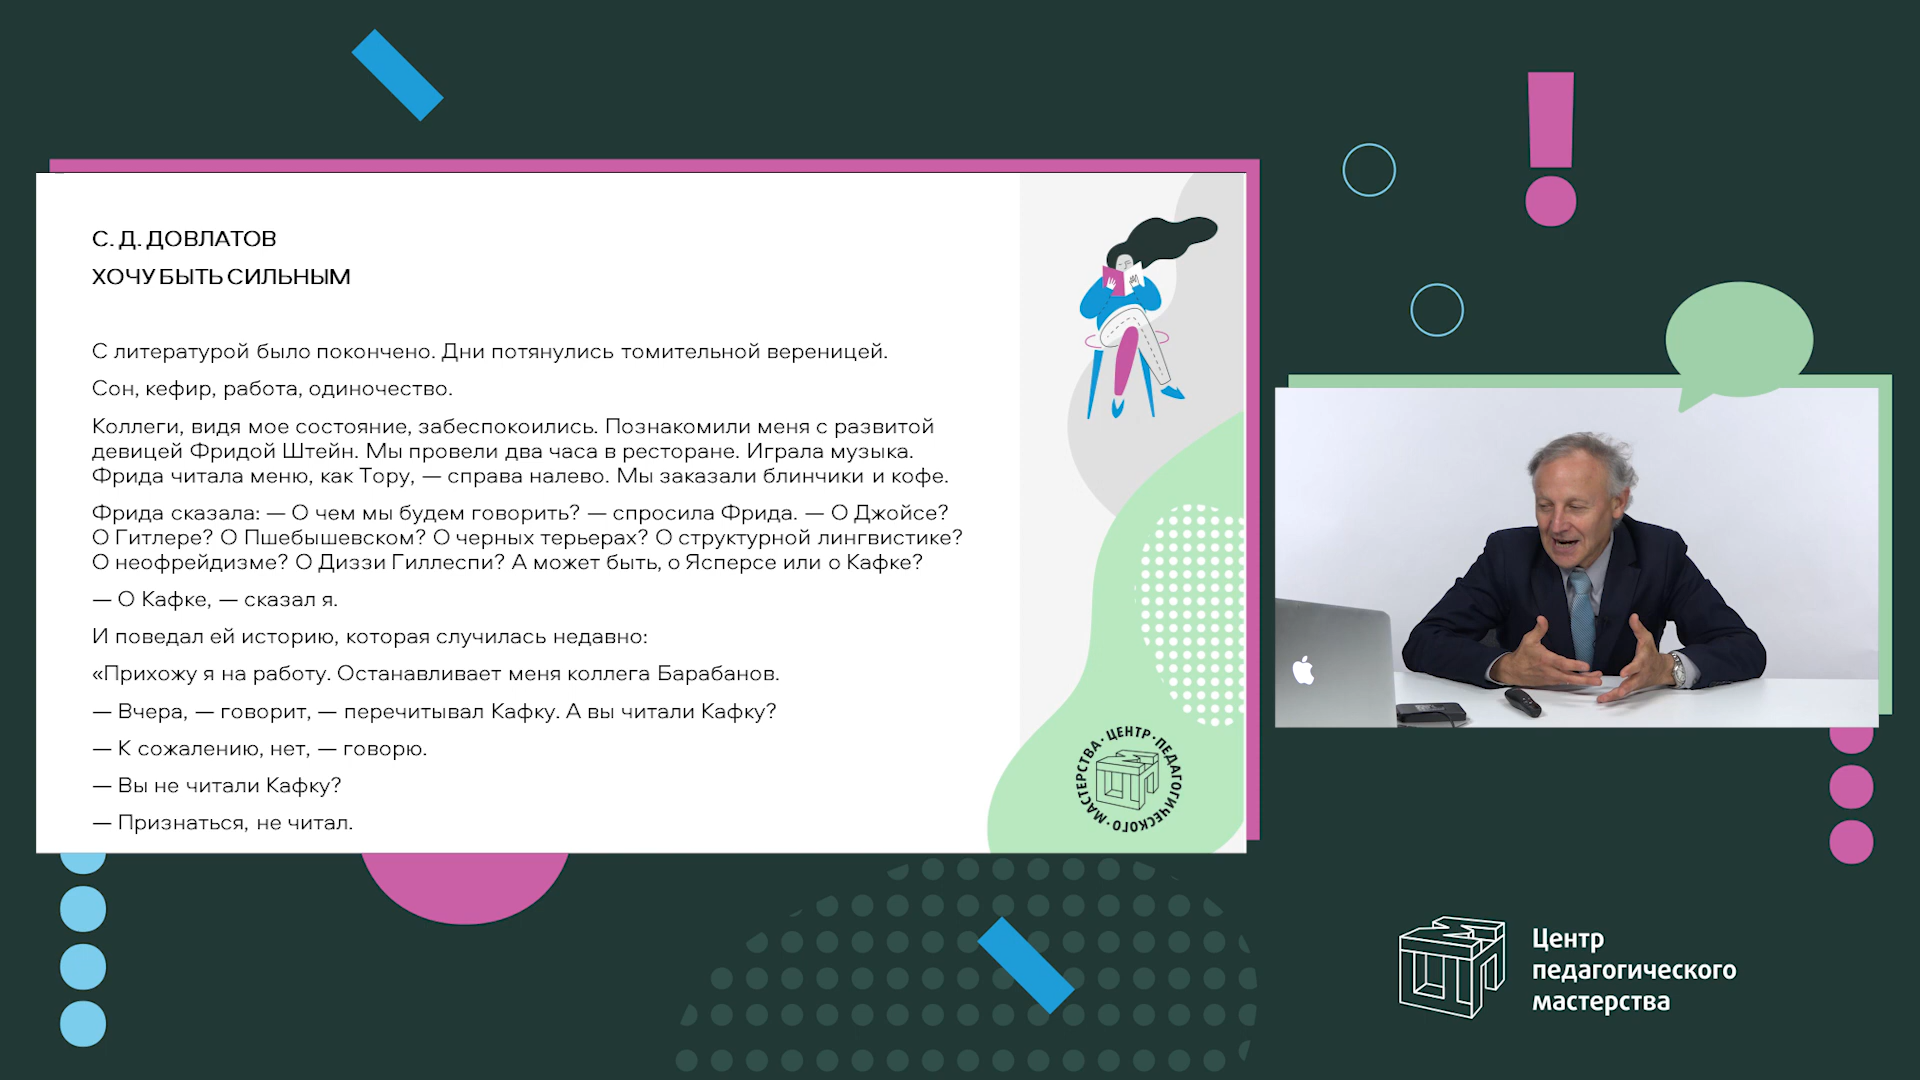 С. Д. ДОВЛАТОВ
ХОЧУ БЫТЬ СИЛЬНЫМ
С литературой было покончено. Дни потянулись томительной вереницей.
Сон, кефир, работа, одиночество.
Коллеги, видя мое состояние, забеспокоились. Познакомили меня с развитой
девицей Фридой Штейн. Мы провели два часа в ресторане. Играла музыка.
Фрида читала меню, как Тору, — справа налево. Мы заказали блинчики и кофе.
Фрида сказала: — О чем мы будем говорить? — спросила Фрида. — О Джойсе?
О Гитлере? О Пшебышевском? О черных терьерах? О структурной лингвистике?
О неофрейдизме? О Диззи Гиллеспи? А может быть, о Ясперсе или о Кафке?
— О Кафке, — сказал я.
И поведал ей историю, которая случилась недавно:
«Прихожу я на работу. Останавливает меня коллега Барабанов.
— Вчера, — говорит, — перечитывал Кафку. А вы читали Кафку?
— К сожалению, нет, — говорю.
— Вы не читали Кафку?
— Признаться, не читал.
ЦЕНТР · ПЕДАГОГИЧЕСКОГО · МАСТЕРСТВА ·
Центр
педагогического
мастерства